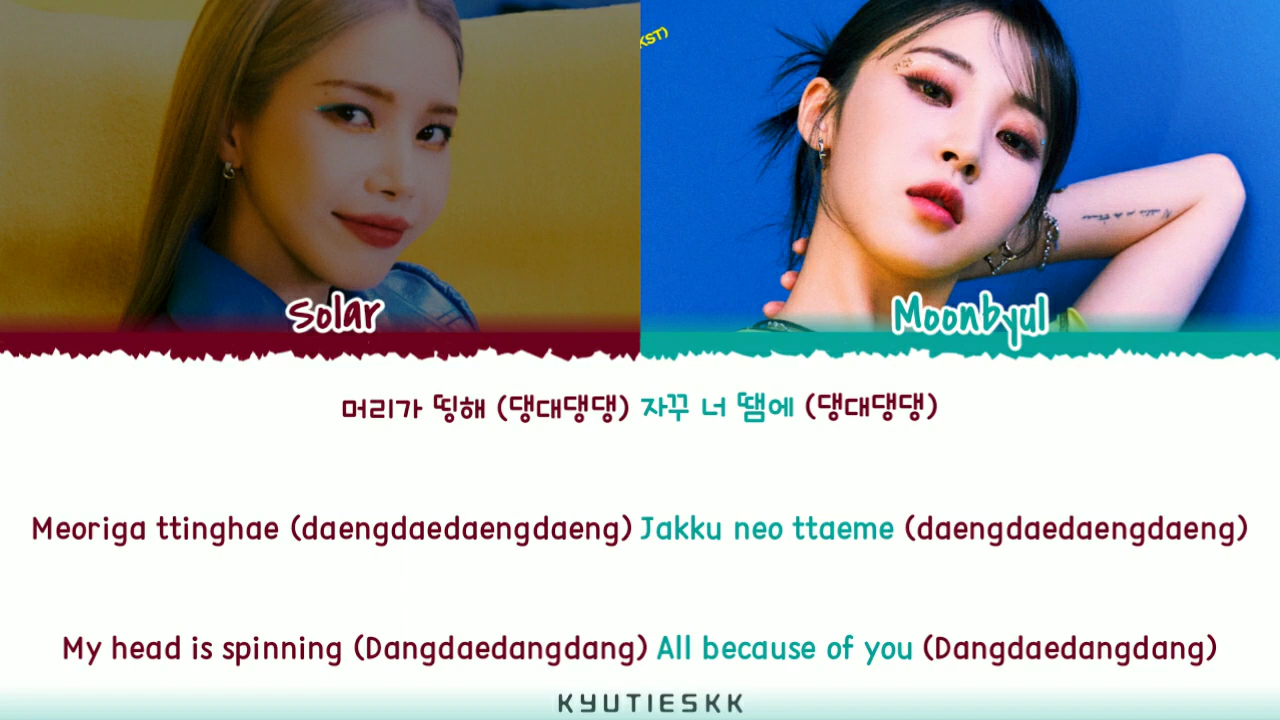 KST)
Solar
Moonbyul
머리가 띵해 (댕대댕댕) 자꾸 너 땜에 (댕대댕댕)
Meoriga ttinghae (daengdaedaengdaeng) Jakku neo ttaeme (daengdaedaengdaeng)
My head is spinning (Dangdaedangdang) All because of you (Dangdaedangdang)
KYUTIESKK